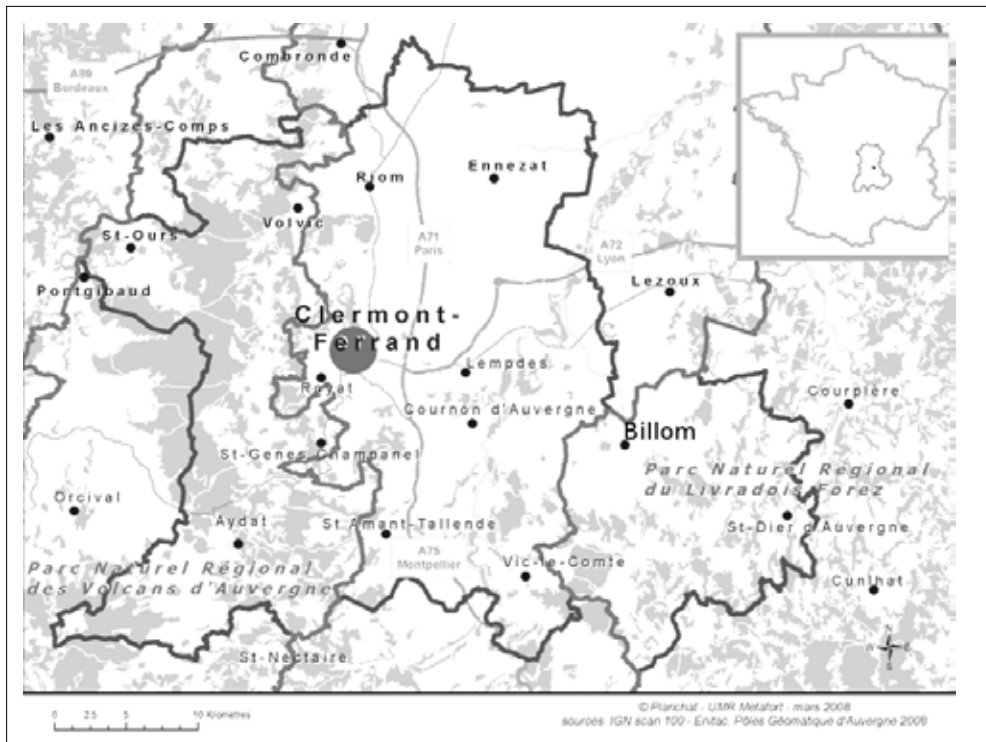 Combronde
A89
Bordeaux
Les Ancizes-Comps
Ennezat
Riom
Volvic
St-Ours
A71
Paris
A72
Lyon
Pontgibaud
Lezoux
Clermont-
Ferrand
Lempdes
Royat
Courpière
Cournon d'Auvergne
Billom
St-Genes Champanel
Parc Naturel Régional
du Livradois Forez
Orcival
Aydat
St Amant-Tallende
St-Dier d'Auvergne
A75
Montpellier
Vic-le-Comte
Parc Naturel Régional
des Volcans d'Auvergne
Cunlhat
N
W E
S
St-Nectaire
0 2.5 5 10 Kilomètres
© Planchat - UMR Métafort - mars 2008
sources: IGN scan 100 - Enitac, Pôles Géomatique d'Auvergne 2008